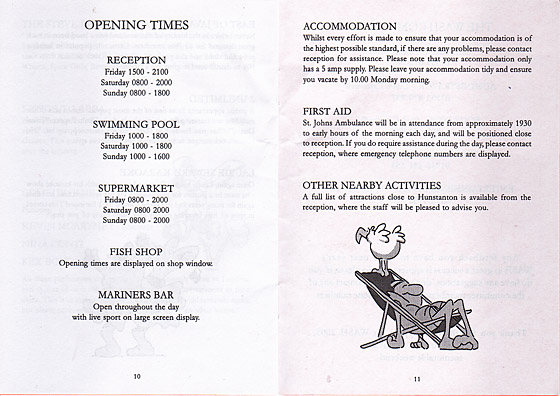 OPENING TIMES
RECEPTION
Friday 1500 - 2100
Saturday 0800 - 2000
Sunday 0800 - 1800
SWIMMING POOL
Friday 1000 - 1800
Saturday 1000 - 1800
Sunday 1000 - 1600
SUPERMARKET
Friday 0800 - 2000
Saturday 0800 2000
Sunday 0800 - 2000
FISH SHOP
Opening times are displayed on shop window.
MARINERS BAR
Open throughout the day
with live sport on large screen display.
10
ACCOMMODATION
Whilst every effort is made to ensure that your accommodation is of
the highest possible standard, if there are any problems, please contact
reception for assistance. Please note that your accommodation only
has a 5 amp supply. Please leave your accommodation tidy and ensure
you vacate by 10.00 Monday morning.
FIRST AID
St. Johns Ambulance will be in attendance from approximately 1930
to early hours of the morning each day, and will be positioned close
to reception. If you do require assistance during the day, please contact
reception, where emergency telephone numbers are displayed.
OTHER NEARBY ACTIVITIES
A full list of attractions close to Hunstanton is available from the
reception, where the staff will be pleased to advise you.
11